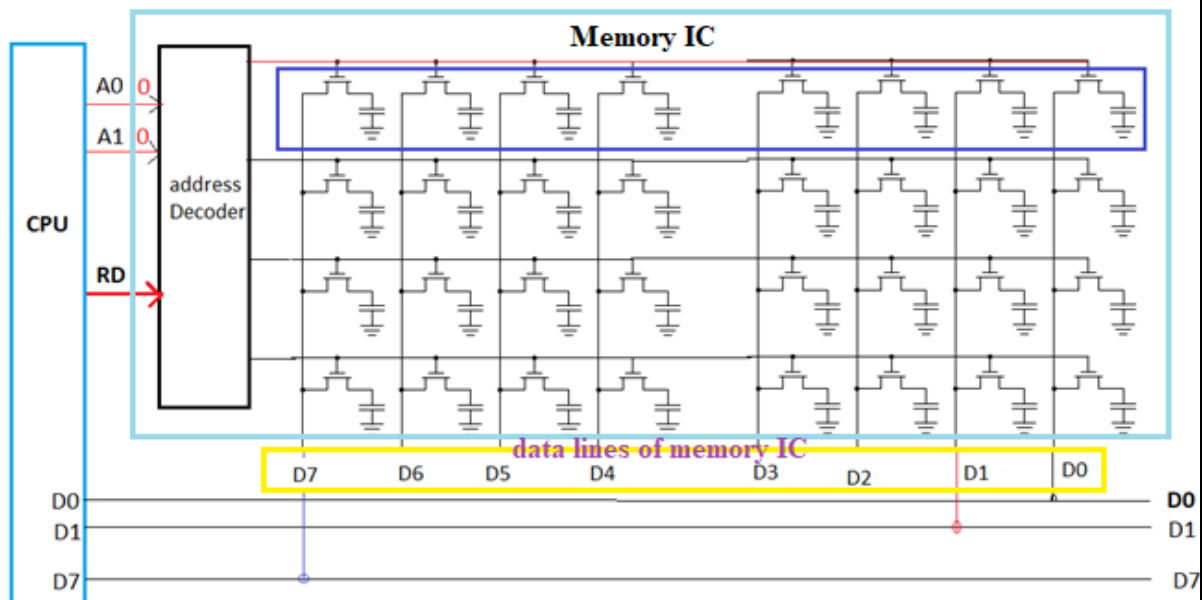 Memory IC
A0 0
A1 0
address
Decoder
CPU
RD
data lines of memory IC
D7 D6 D5 D4 D3 D2 D1 D0
D0 D0
D1 D1
D7 D7